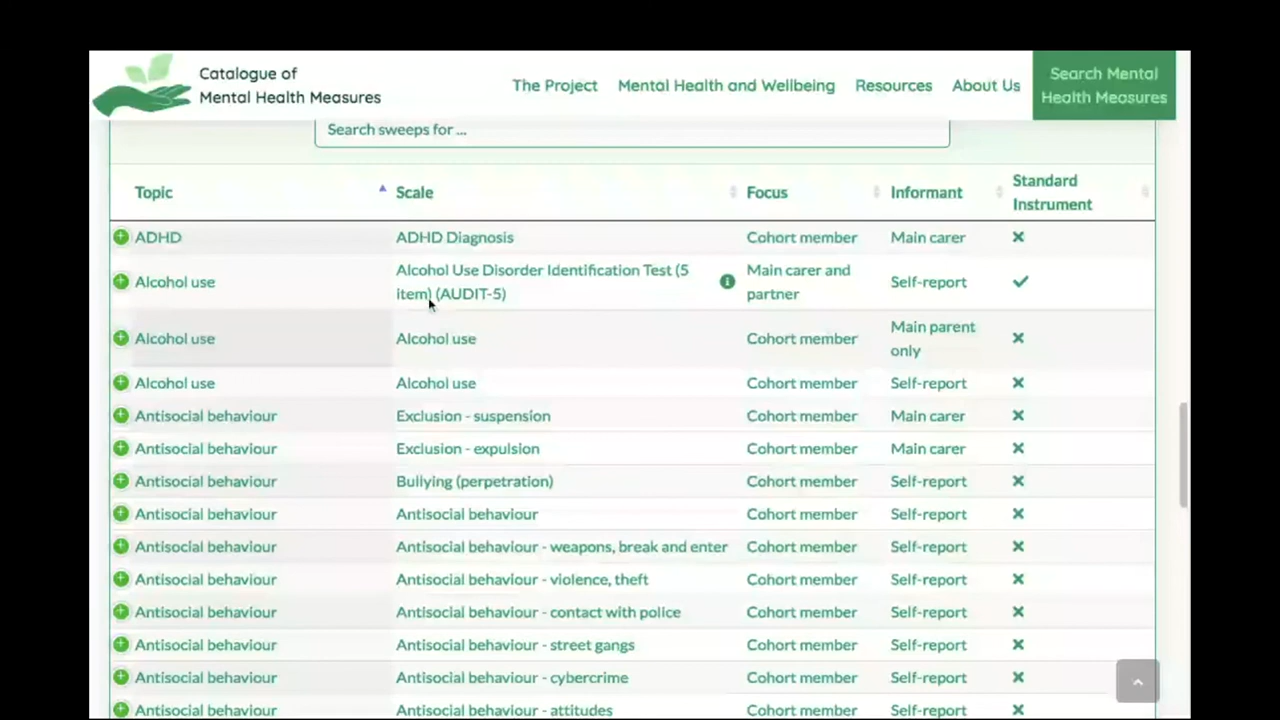 Catalogue of
Mental Health Measures
The Project Mental Health and Wellbeing Resources About Us
Search Mental
Health Measures
Search sweeps for ...
Topic Scale Focus Informant Standard
Instrument
ADHD ADHD Diagnosis Cohort member Main carer
Alcohol use Alcohol Use Disorder Identification Test (5
item) (AUDIT-5) Main carer and
partner Self-report
Alcohol use Alcohol use Cohort member Main parent
only
Alcohol use Alcohol use Cohort member Self-report
Antisocial behaviour Exclusion - suspension Cohort member Main carer
Antisocial behaviour Exclusion - expulsion Cohort member Main carer
Antisocial behaviour Bullying (perpetration) Cohort member Self-report
Antisocial behaviour Antisocial behaviour Cohort member Self-report
Antisocial behaviour Antisocial behaviour - weapons, break and enter Cohort member Self-report
Antisocial behaviour Antisocial behaviour - violence, theft Cohort member Self-report
Antisocial behaviour Antisocial behaviour - contact with police Cohort member Self-report
Antisocial behaviour Antisocial behaviour - street gangs Cohort member Self-report
Antisocial behaviour Antisocial behaviour - cybercrime Cohort member Self-report
Antisocial behaviour Antisocial behaviour - attitudes Cohort member Self-report